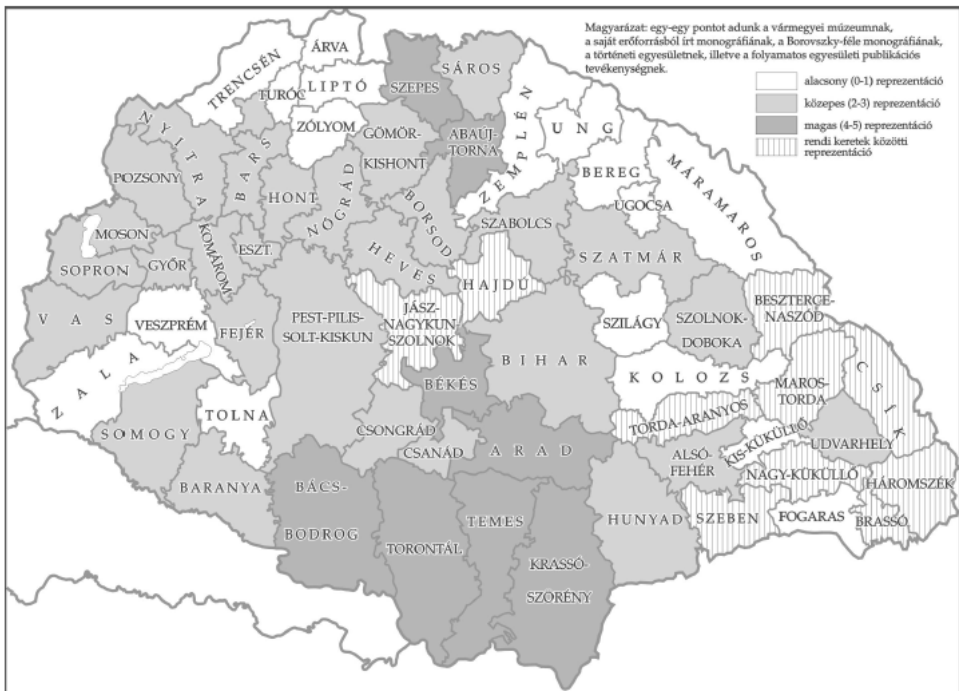 Magyarázat: egy-egy pontot adunk a vármegyei múzeumnak,
a saját erőforrásból írt monográfiának, a Borovszky-féle monográfiának,
a történeti egyesületnek, illetve a folyamatos egyesületi publikációs
tevékenységnek.
alacsony (0-1) reprezentáció
közepes (2-3) reprezentáció
magas (4-5) reprezentáció
rendi keretek közötti
reprezentáció
ÁRVA
TRENCSÉN
TURÓC
LIPTÓ
SZEPES
SÁROS
ZÓLYOM
GÖMÖR-
KISHONT
ABAÚJ-
TORNA
ZEMPLÉN
UNG
BEREG
UGOCSA
MÁRAMAROS
NYITRA
POZSONY
BARS
HONT
NÓGRÁD
BORSOD
SZABOLCS
SZATMÁR
MOSON
SOPRON
GYŐR
KOMÁROM
ESZT.
HEVES
HAJDÚ
BESZTERCE-
NASZÓD
VAS
VESZPRÉM
FEJÉR
PEST-PILIS-
SOLT-KISKUN
JÁSZ-
NAGYKUN
SZOLNOK
BIHAR
SZILÁGY
SZOLNOK-
DOBOKA
ZALA
BÉKÉS
KOLOZS
MAROS-
TORDA
CSÍK
TOLNA
SOMOGY
CSONGRÁD
CSANÁD
ARAD
TORDA-ARANYOS
KIS-KÜKÜLLŐ
UDVARHELY
ALSÓ-
FEHÉR
NAGY-KÜKÜLLŐ
HÁROMSZÉK
BARANYA
BÁCS-
BODROG
TORONTÁL
TEMES
KRASSÓ-
SZÖRÉNY
HUNYAD
SZEBEN
FOGARAS
BRASSÓ